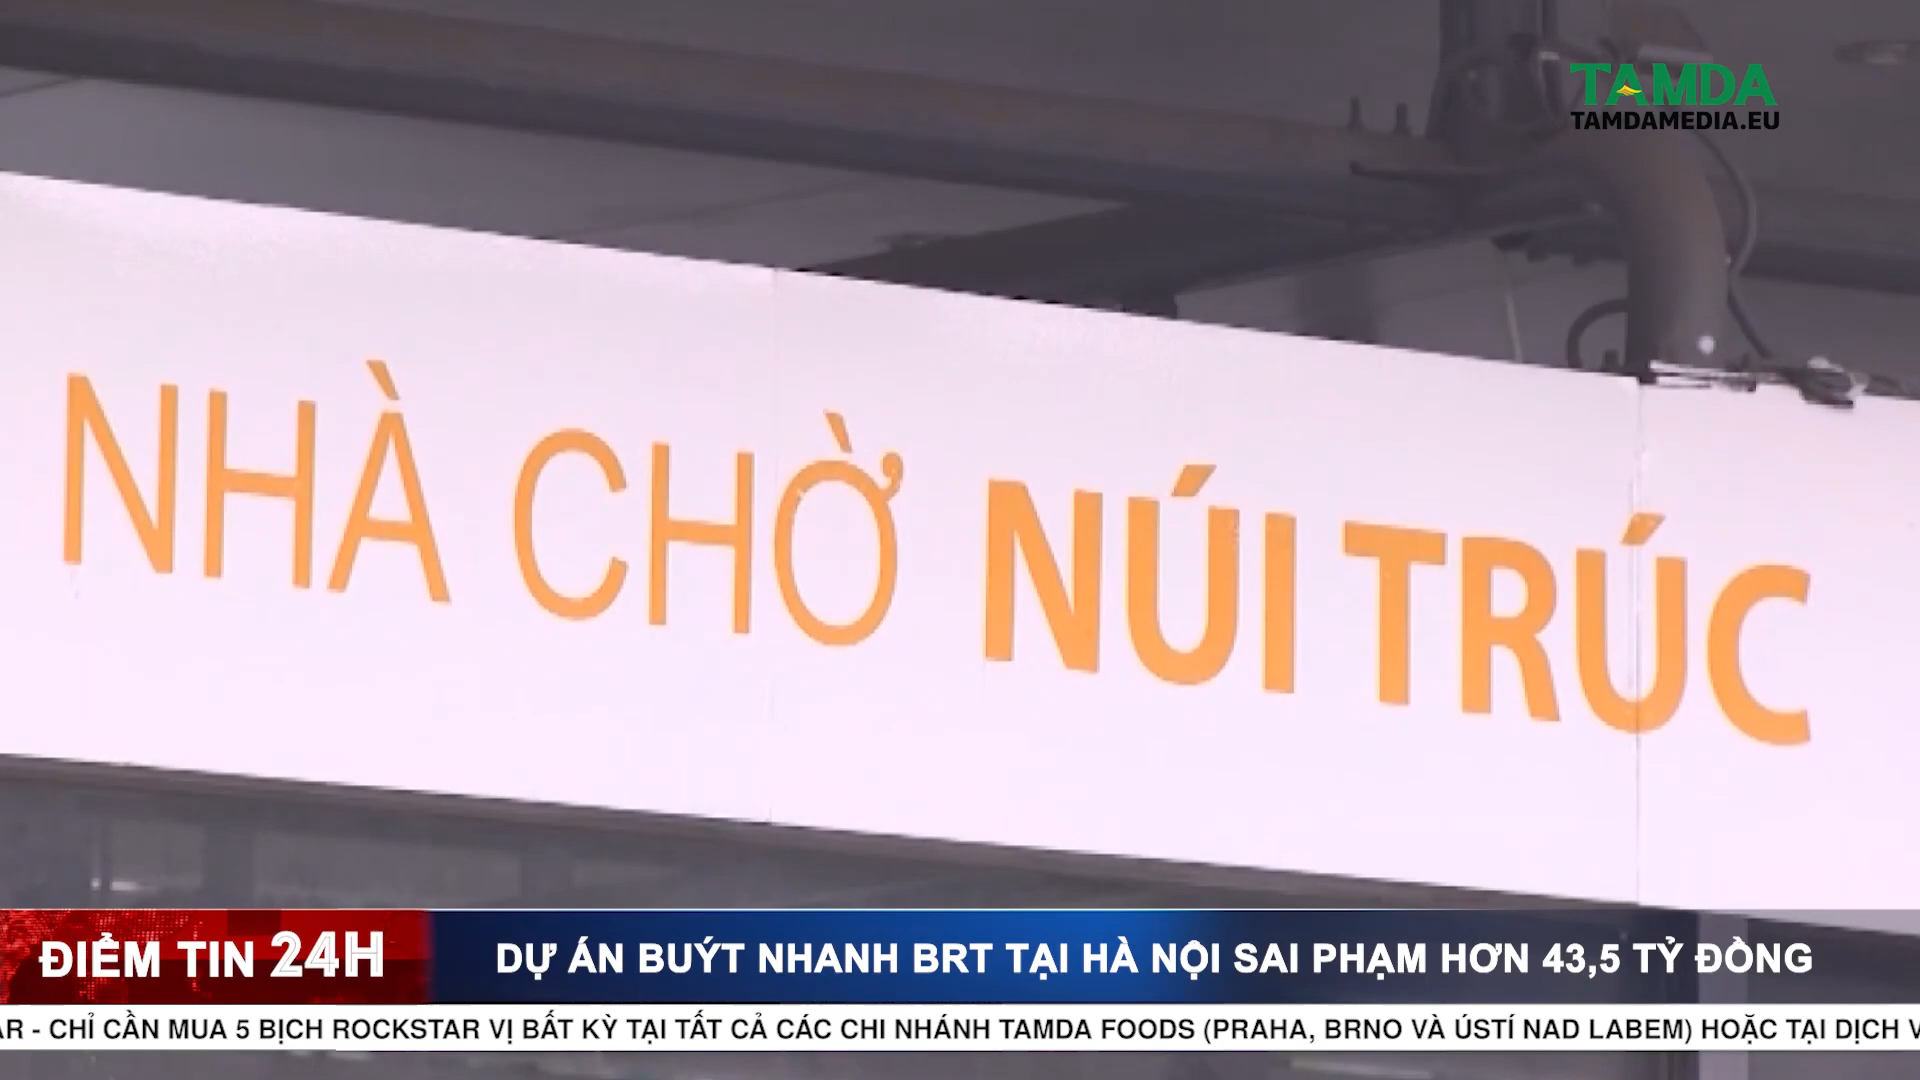 TAMDA
TAMDAMEDIA.EU
NHÀ CHỜ NÚI TRÚC
ĐIỂM TIN 24H
DỰ ÁN BUÝT NHANH BRT TẠI HÀ NỘI SAI PHẠM HƠN 43,5 TỶ ĐỒNG
AR - CHỈ CẦN MUA 5 BỊCH ROCKSTAR VỊ BẤT KỲ TẠI TẤT CẢ CÁC CHI NHÁNH TAMDA FOODS (PRAHA, BRNO VÀ ÚSTÍ NAD LABEM) HOẶC TẠI DỊCH V